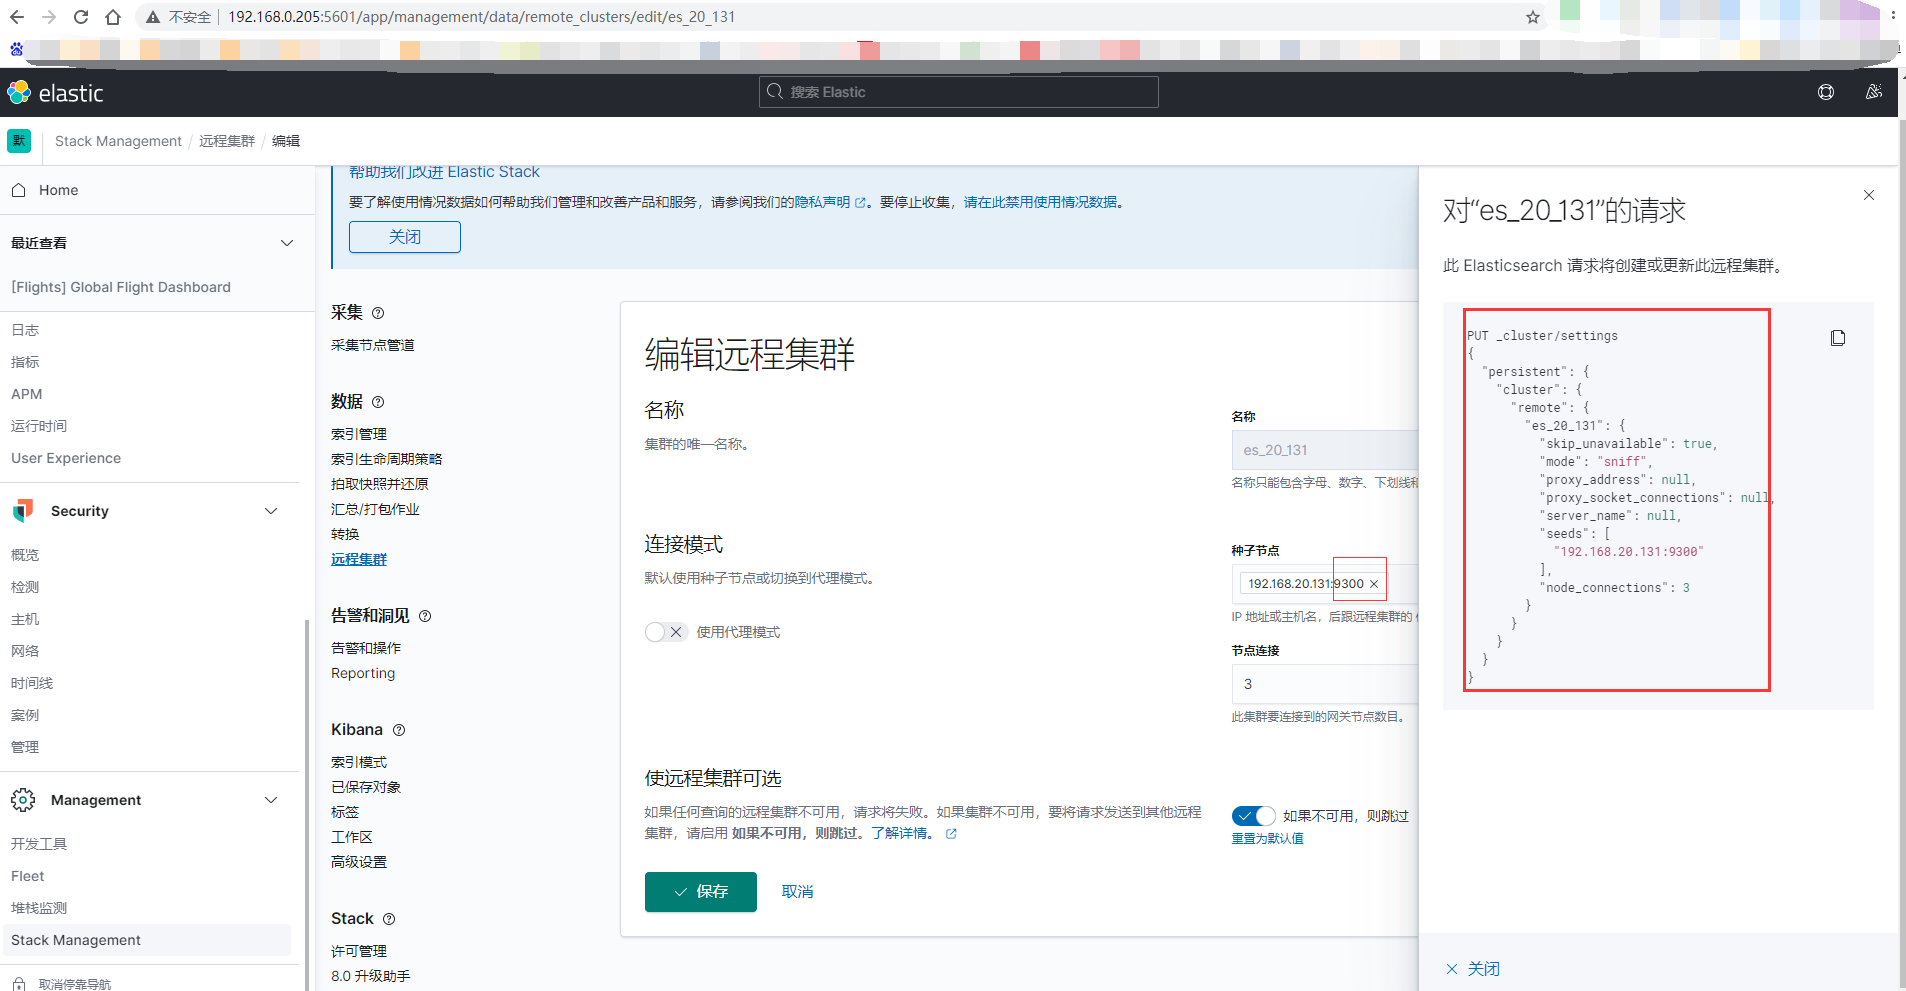 不安全 192.168.0.205:5601/app/management/data/remote_clusters/edit/es_20_131
elastic
搜索 Elastic
默
Stack Management / 远程集群 / 编辑
Home
最近查看
[Flights] Global Flight Dashboard
日志
指标
APM
运行时间
User Experience
Security
概览
检测
主机
网络
时间线
案例
管理
Management
开发工具
Fleet
堆栈监测
Stack Management
取消停靠导航
帮助我们改进 Elastic Stack
要了解使用情况数据如何帮助我们管理和改善产品和服务，请参阅我们的隐私声明 。要停止收集，请在此禁用使用情况数据。
关闭
采集
采集节点管道
数据
索引管理
索引生命周期策略
拍取快照并还原
汇总/打包作业
转换
远程集群
告警和洞见
告警和操作
Reporting
Kibana
索引模式
已保存对象
标签
工作区
高级设置
Stack
许可管理
8.0 升级助手
编辑远程集群
名称
集群的唯一名称。
名称
es_20_131
名称只能包含字母、数字、下划线和
连接模式
默认使用种子节点或切换到代理模式。
使用代理模式
种子节点
192.168.20.131:9300
IP 地址或主机名，后跟远程集群的
节点连接
3
此集群要连接到的网关节点数目。
使远程集群可选
如果任何查询的远程集群不可用，请求将失败。如果集群不可用，要将请求发送到其他远程
集群，请启用 如果不可用，则跳过。了解详情。
如果不可用，则跳过
重置为默认值
保存
取消
对“es_20_131”的请求
此 Elasticsearch 请求将创建或更新此远程集群。
PUT _cluster/settings
{
"persistent": {
"cluster": {
"remote": {
"es_20_131": {
"skip_unavailable": true,
"mode": "sniff",
"proxy_address": null,
"proxy_socket_connections": null,
"server_name": null,
"seeds": [
"192.168.20.131:9300"
],
"node_connections": 3
}
}
}
}
}
关闭